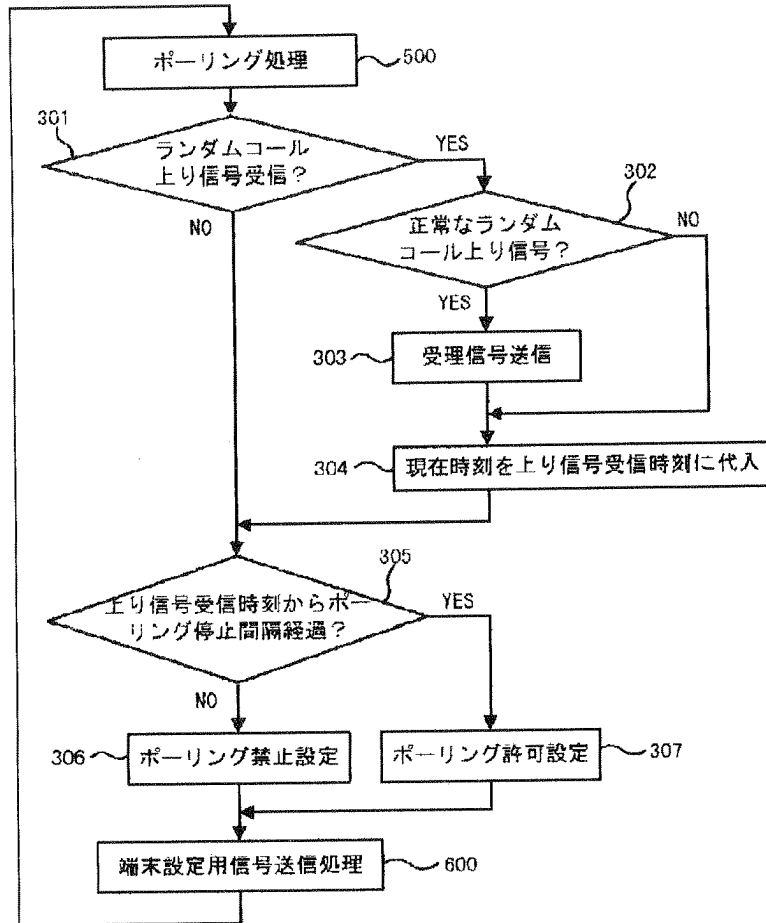 ポーリング処理
500
301
ランダムコール
上り信号受信？
YES
NO
302
正常なランダム
コール上り信号？
NO
YES
303
受理信号送信
304
現在時刻を上り信号受信時刻に代入
305
上り信号受信時刻からポー
リング停止間隔経過？
YES
NO
306
ポーリング禁止設定
ポーリング許可設定
307
端末設定用信号送信処理
600